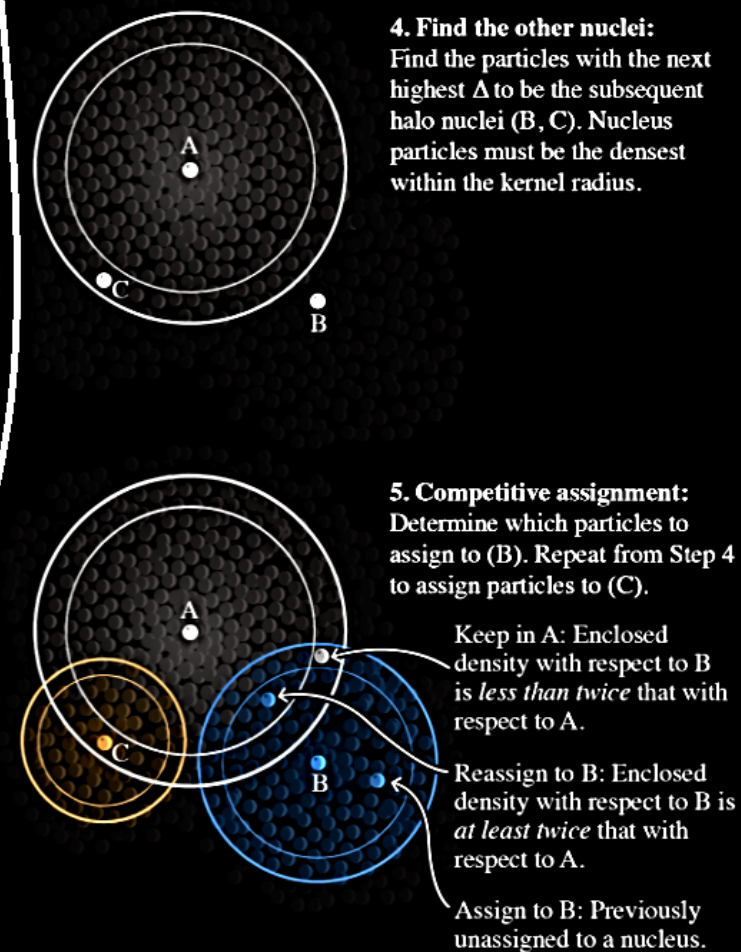 4. Find the other nuclei:
Find the particles with the next
highest Δ to be the subsequent
halo nuclei (B, C). Nucleus
particles must be the densest
within the kernel radius.
A
C
B
5. Competitive assignment:
Determine which particles to
assign to (B). Repeat from Step 4
to assign particles to (C).
A
C
B
Keep in A: Enclosed
density with respect to B
is less than twice that with
respect to A.
Reassign to B: Enclosed
density with respect to B is
at least twice that with
respect to A.
Assign to B: Previously
unassigned to a nucleus.